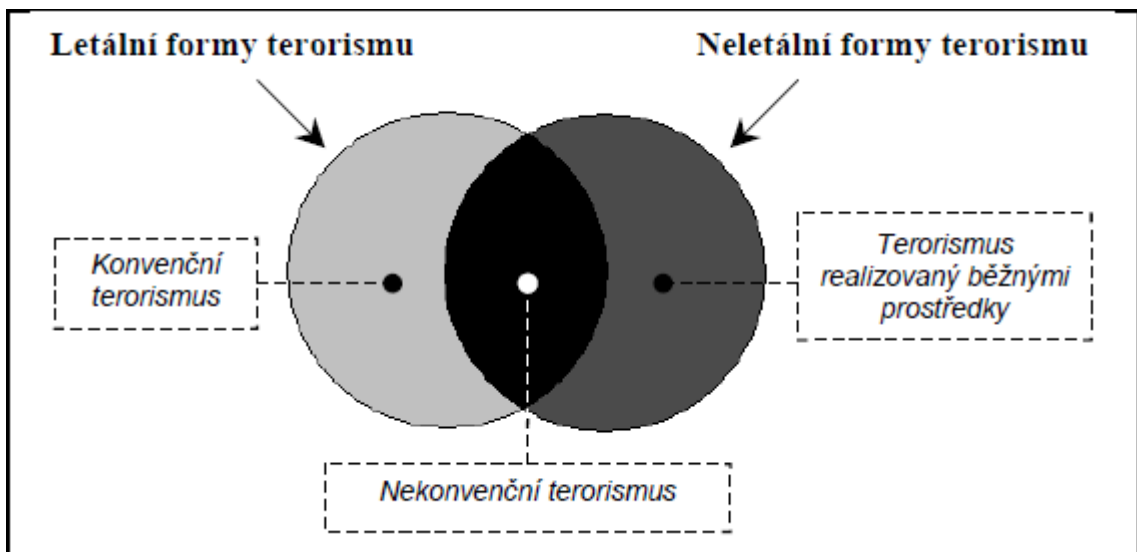 Letální formy terorismu
Neletální formy terorismu
Konvenční
terorismus
Terorismus
realizovaný běžnými
prostředky
Nekonvenční terorismus